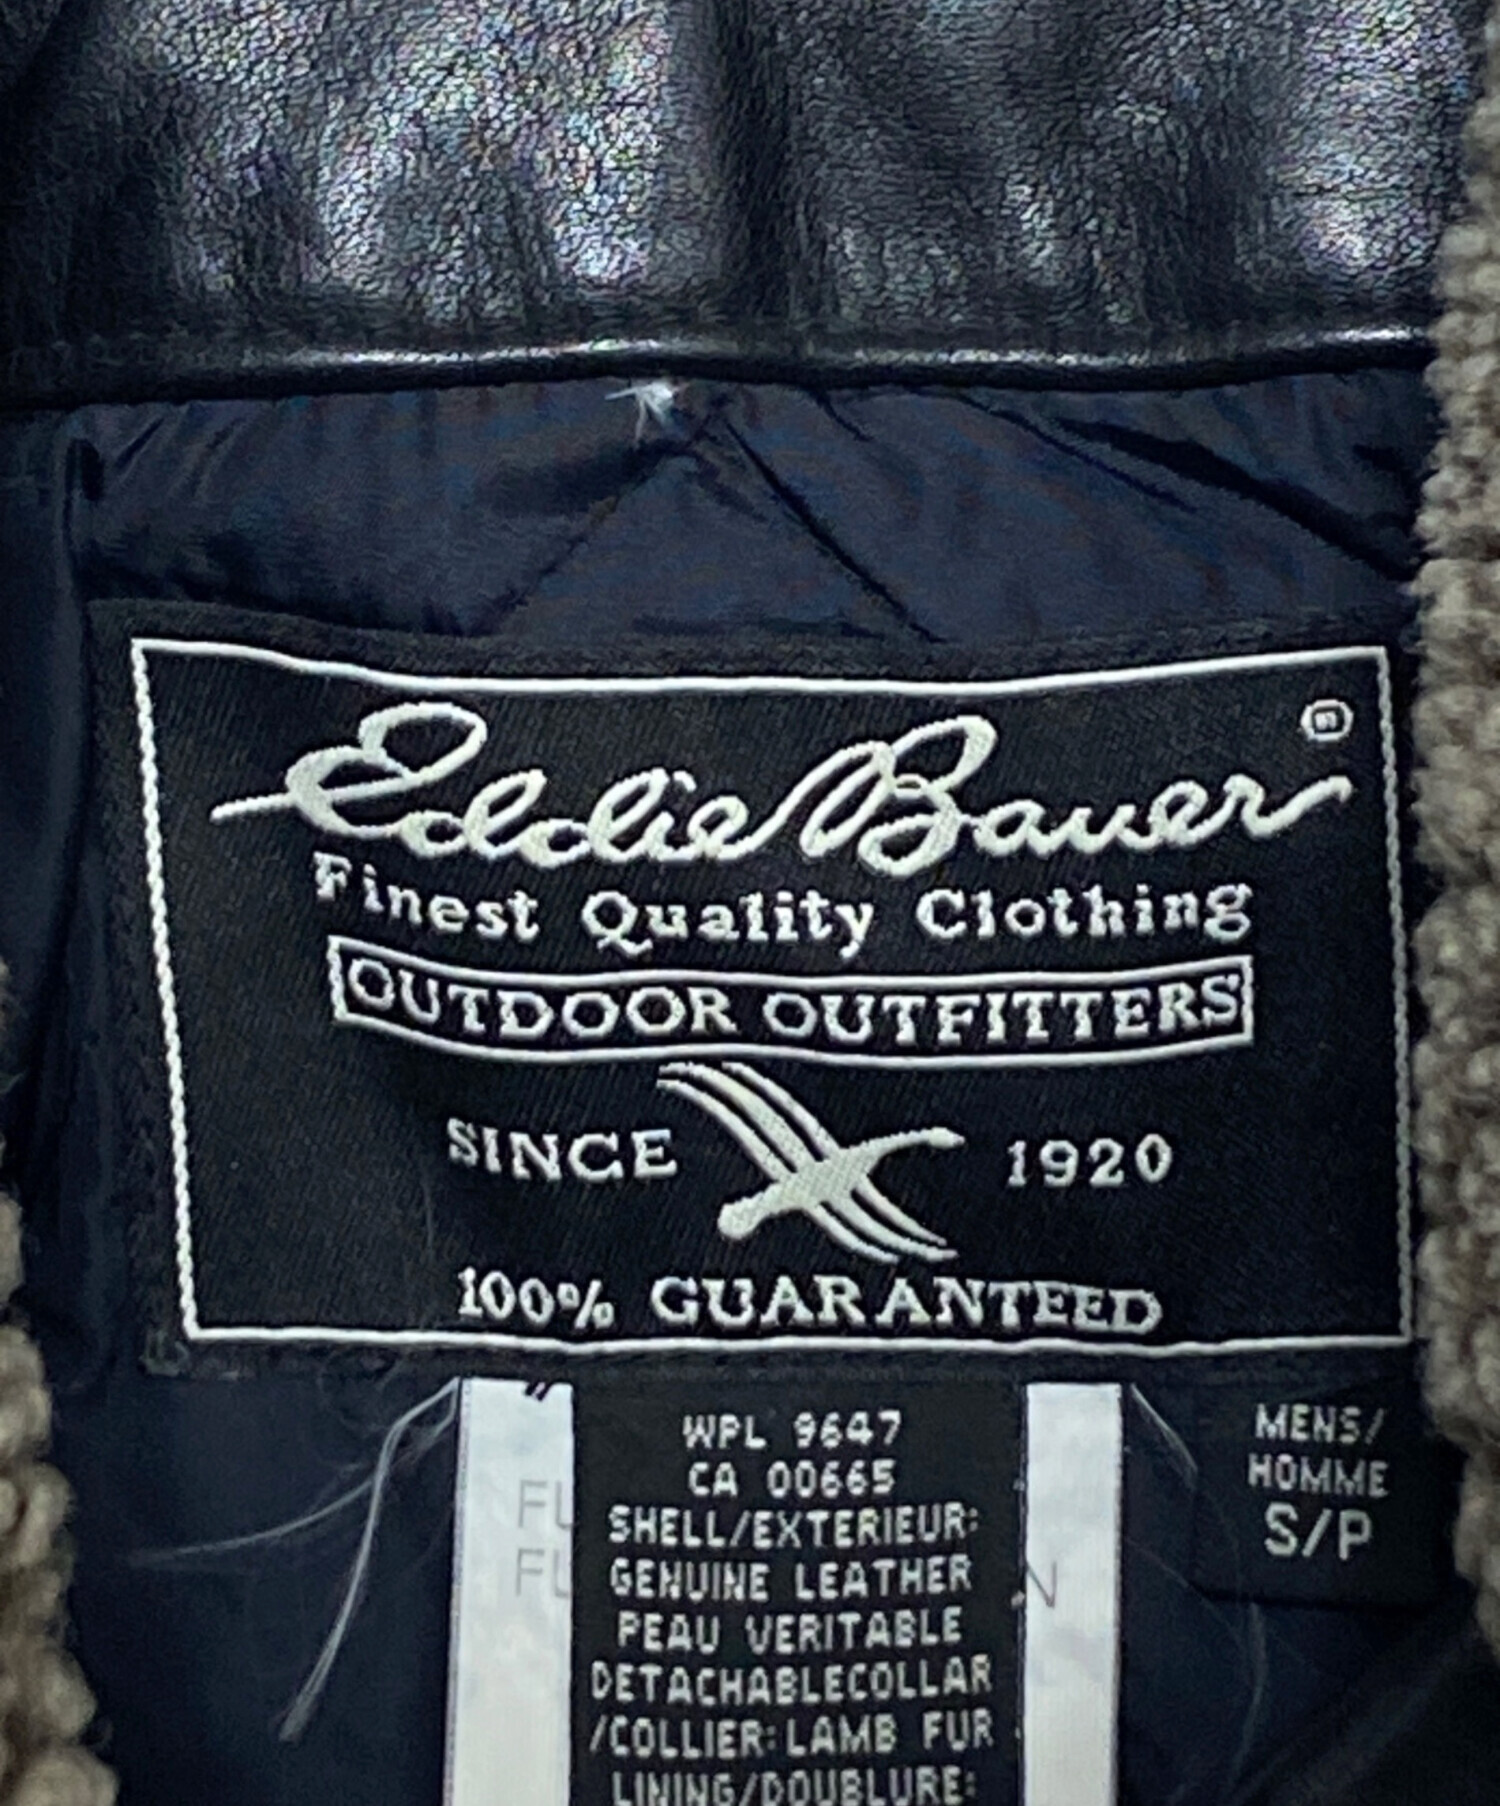 Eddie Bauer ®
Finest Quality Clothing
OUTDOOR OUTFITTERS
SINCE 1920
100% GUARANTEED
WPL 9647
CA 00665
SHELL/EXTERIEUR:
GENUINE LEATHER
PEAU VERITABLE
DETACHABLECOLLAR
/COLLIER:LAMB FUR
LINING/DOUBLURE:
MENS/
HOMME
S/P